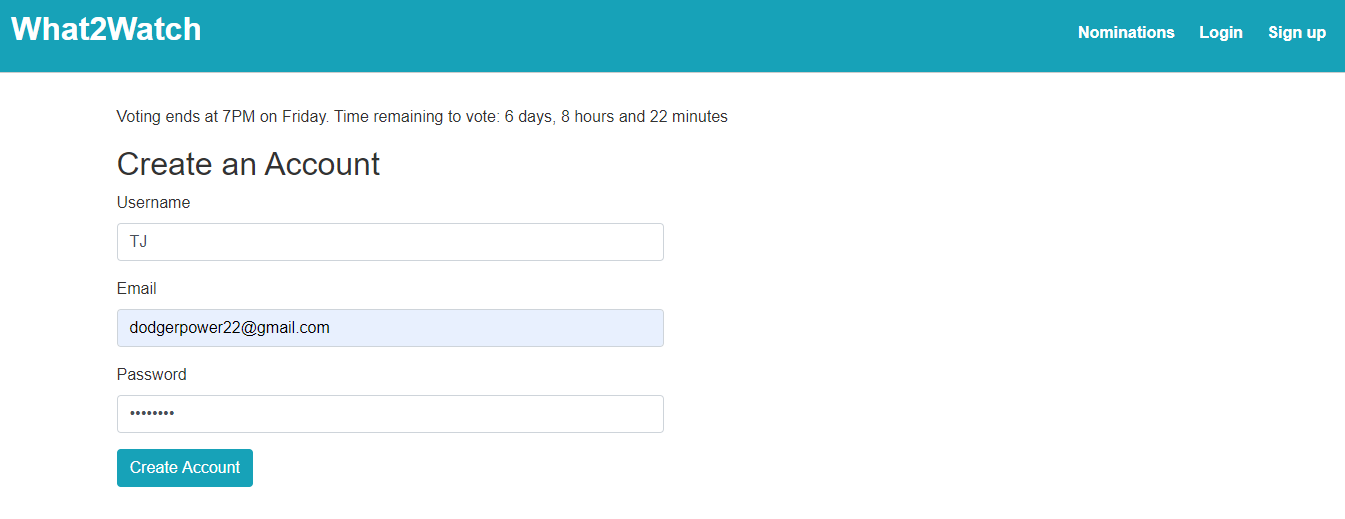 What2Watch
Nominations Login Sign up
Voting ends at 7PM on Friday. Time remaining to vote: 6 days, 8 hours and 22 minutes
Create an Account
Username
TJ
Email
dodgerpower22@gmail.com
Password
••••••••
Create Account